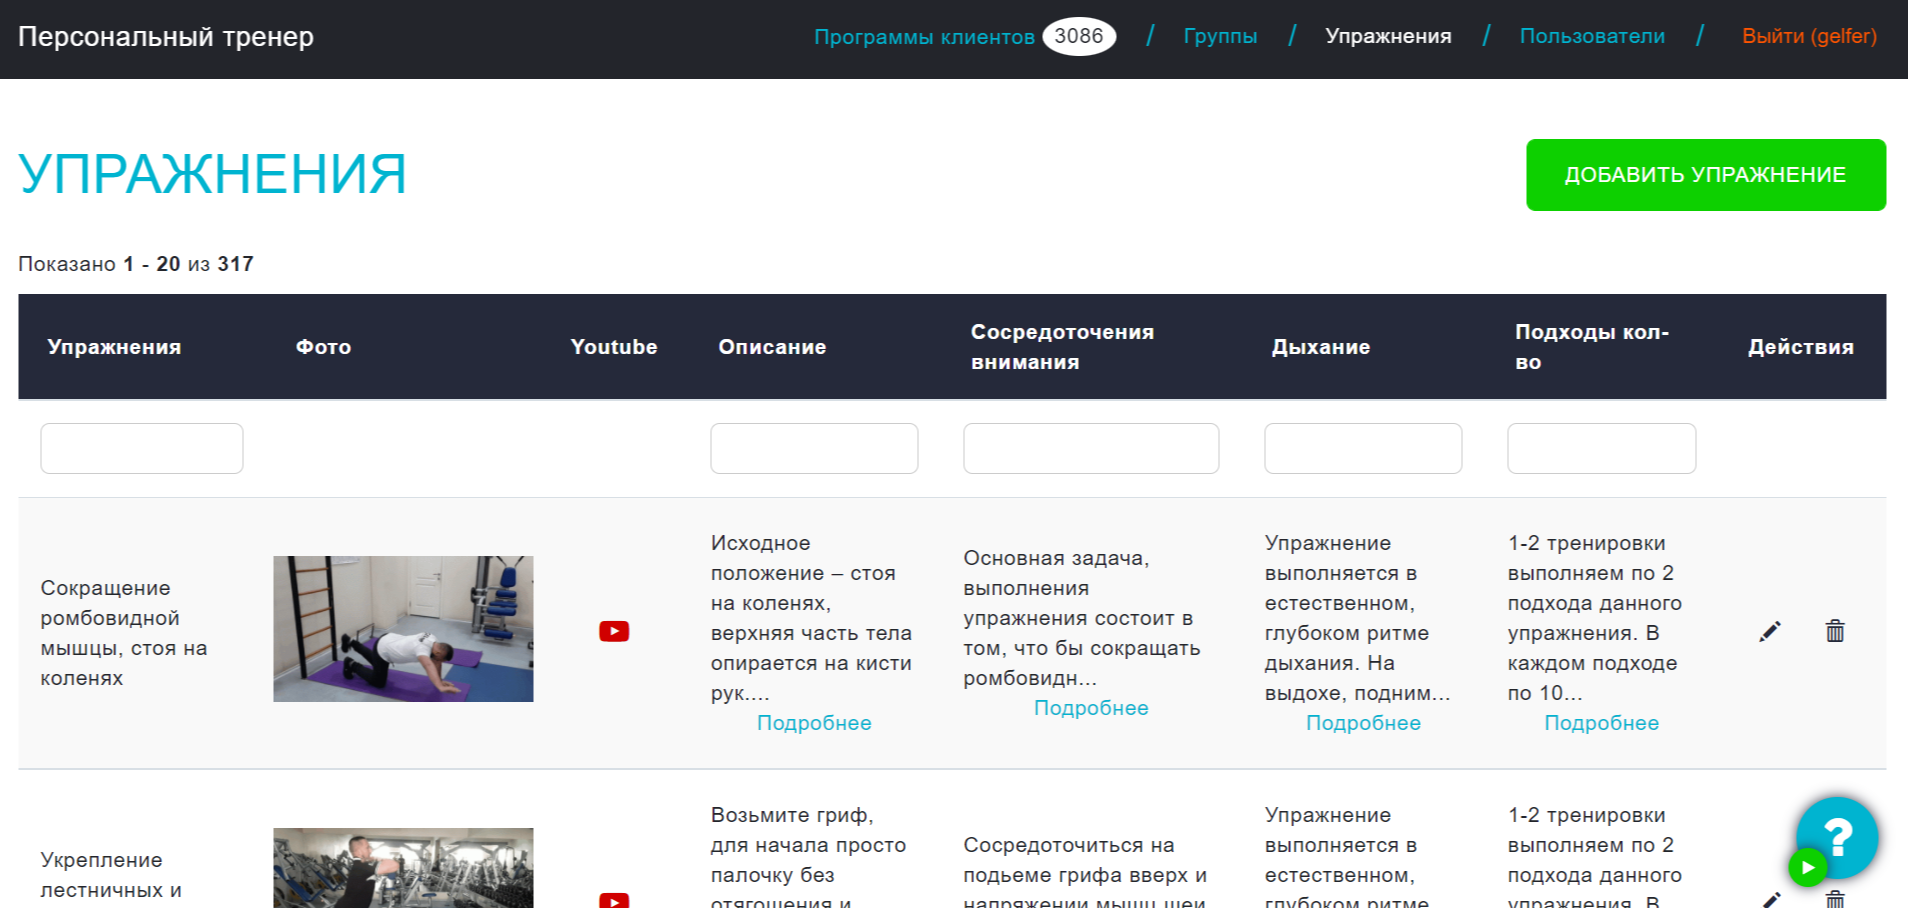 Персональный тренер
Программы клиентов 3086 / Группы / Упражнения / Пользователи / Выйти (gelfer)
УПРАЖНЕНИЯ
ДОБАВИТЬ УПРАЖНЕНИЕ
Показано 1 - 20 из 317
Упражнения
Фото
Youtube
Описание
Сосредоточения
внимания
Дыхание
Подходы кол-
во
Действия
Сокращение
ромбовидной
мышцы, стоя на
коленях
Исходное
положение – стоя
на коленях,
верхняя часть тела
опирается на кисти
рук....
Подробнее
Основная задача,
выполнения
упражнения состоит в
том, что бы сокращать
ромбовидн...
Подробнее
Упражнение
выполняется в
естественном,
глубоком ритме
дыхания. На
выдохе, подним...
Подробнее
1-2 тренировки
выполняем по 2
подхода данного
упражнения. В
каждом подходе
по 10...
Подробнее
Укрепление
лестничных и
Возьмите гриф,
для начала просто
палочку без
отягощения и
Сосредоточиться на
подьеме грифа вверх и
напряжении мышц шеи
Упражнение
выполняется в
естественном,
глубоком ритме
1-2 тренировки
выполняем по 2
подхода данного
упражнения. В
?